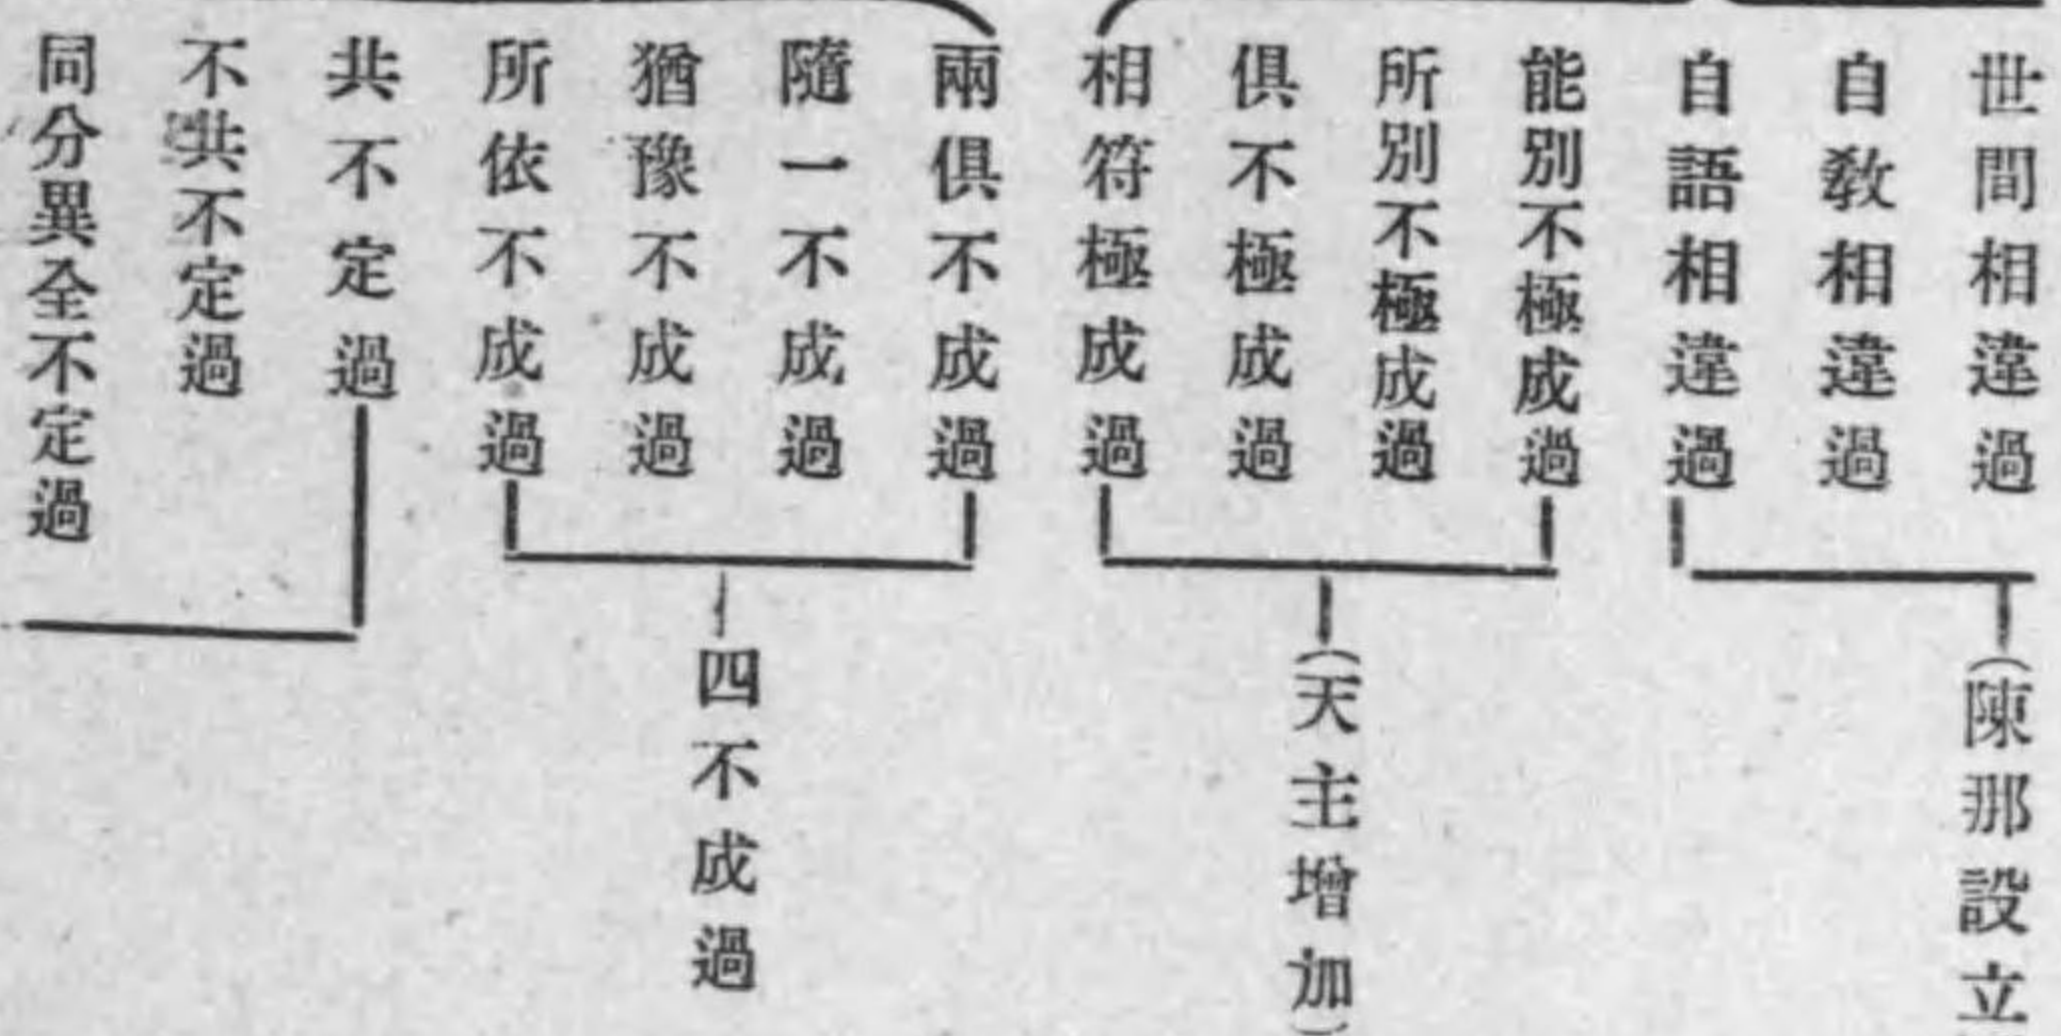 世間相違過
自教相違過
自語相違過
(陳那設立
能別不極成過
所別不極成過
俱不極成過
相符極成過
(天主增加)
兩俱不成過
隨一不成過
猶豫不成過
所依不成過
四不成過
共不定過
不共不定過
同分異全不定過